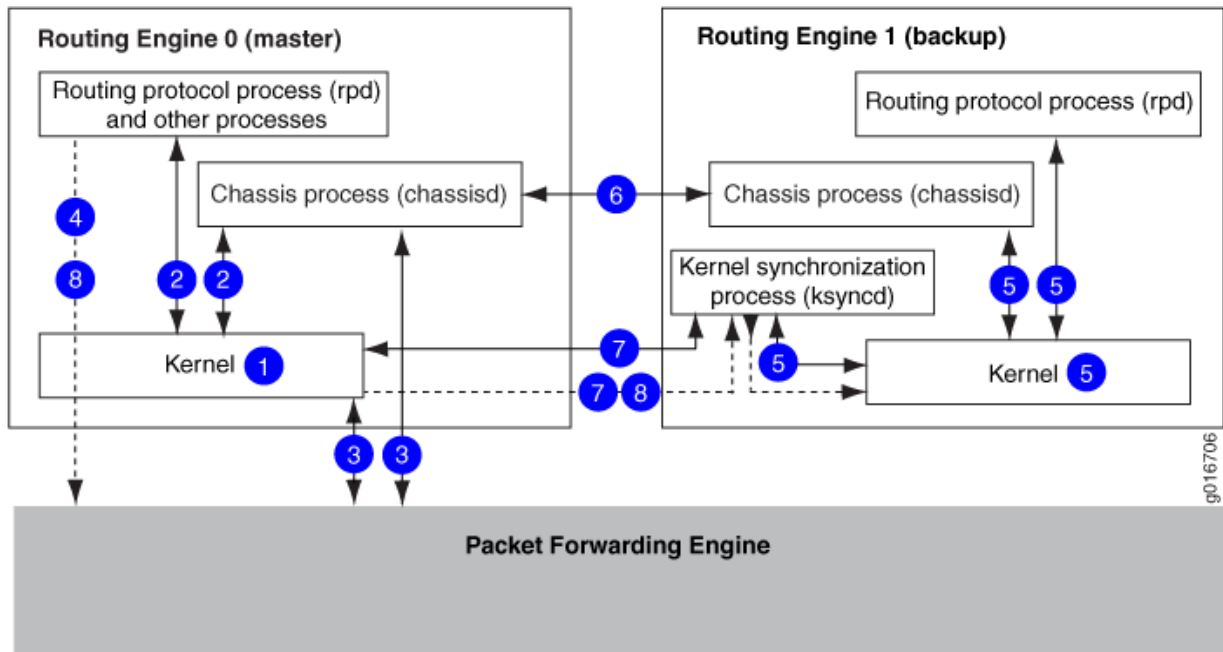 Routing Engine 0 (master)
Routing protocol process (rpd)
and other processes
Chassis process (chassisd)
4
8
2
2
Kernel 1
3
3
6
7
7 8
Routing Engine 1 (backup)
Routing protocol process (rpd)
Chassis process (chassisd)
Kernel synchronization
process (ksyncd)
5
5
5
Kernel 5
g016706
Packet Forwarding Engine